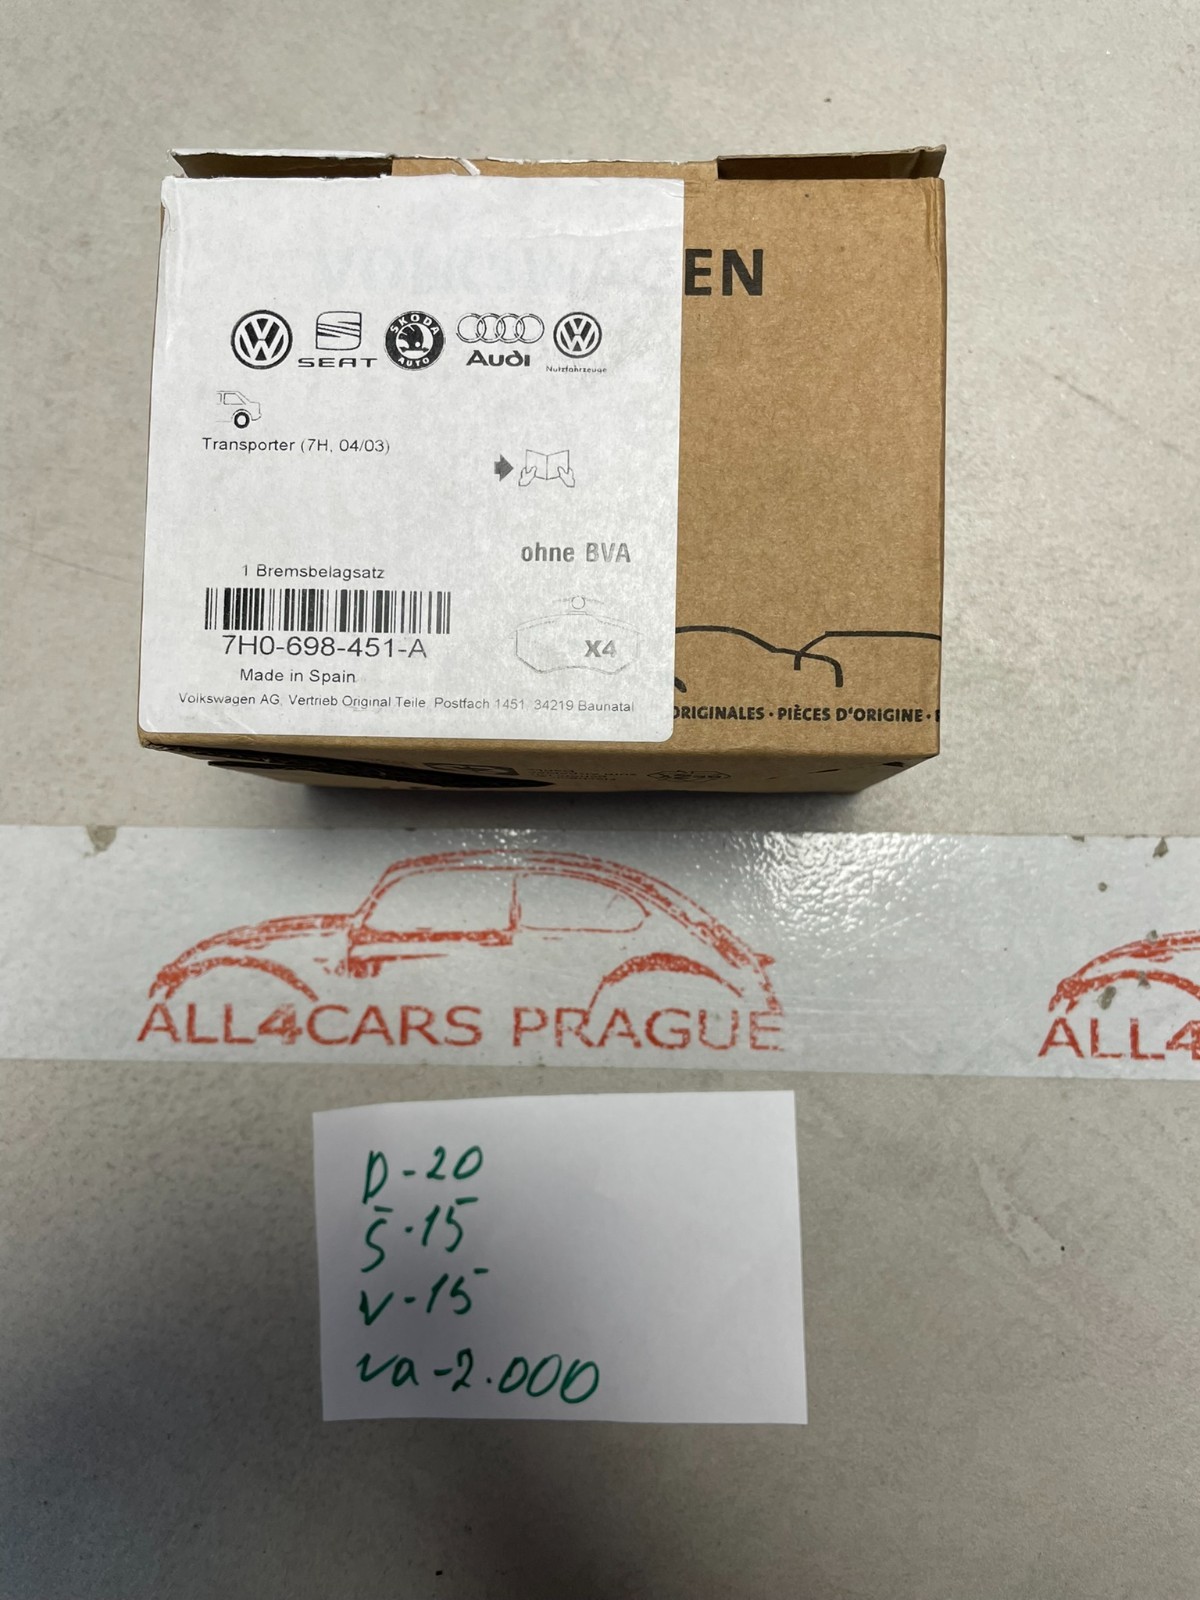 EN
SEAT
ŠKODA
AUTO
Audi
Nutzfahrzeuge
Transporter (7H, 04/03)
ohne BVA
1 Bremsbelagsatz
7H0-698-451-A
X4
Made in Spain
Volkswagen AG, Vertrieb Original Teile, Postfach 1451, 34219 Baunatal
ORIGINALES · PIÈCES D'ORIGINE ·
ALL4CARS PRAGUE
ALL4
D-20
Š-15
V-15
va-2.000